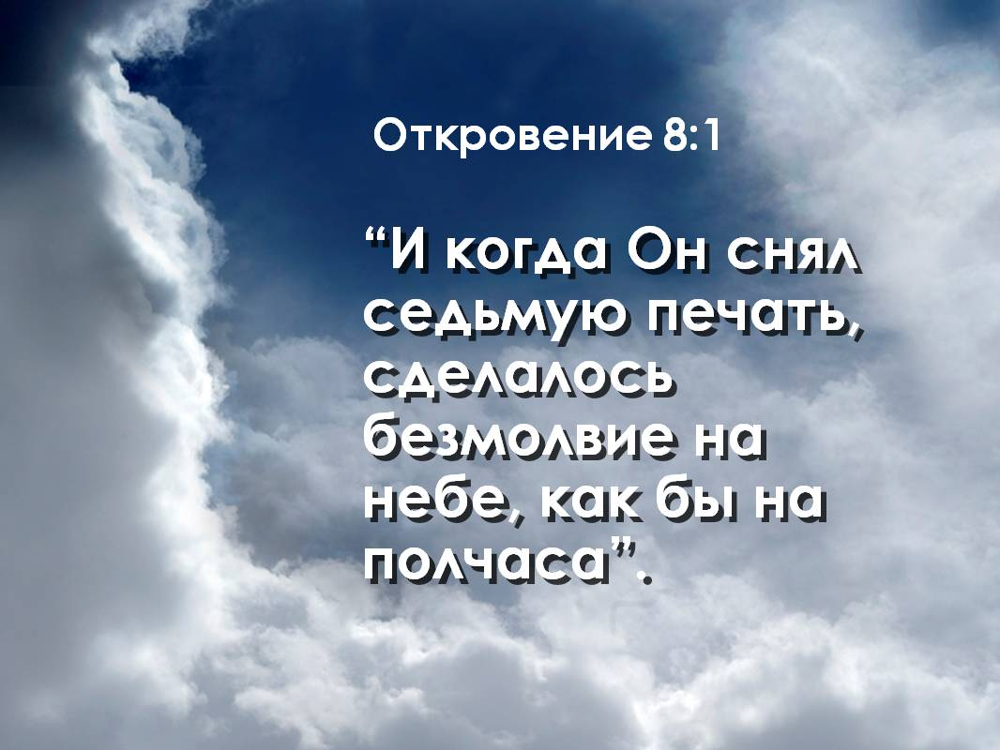 Откровение 8:1
“И когда Он снял
седьмую печать,
сделалось
безмолвие на
небе, как бы на
полчаса”.